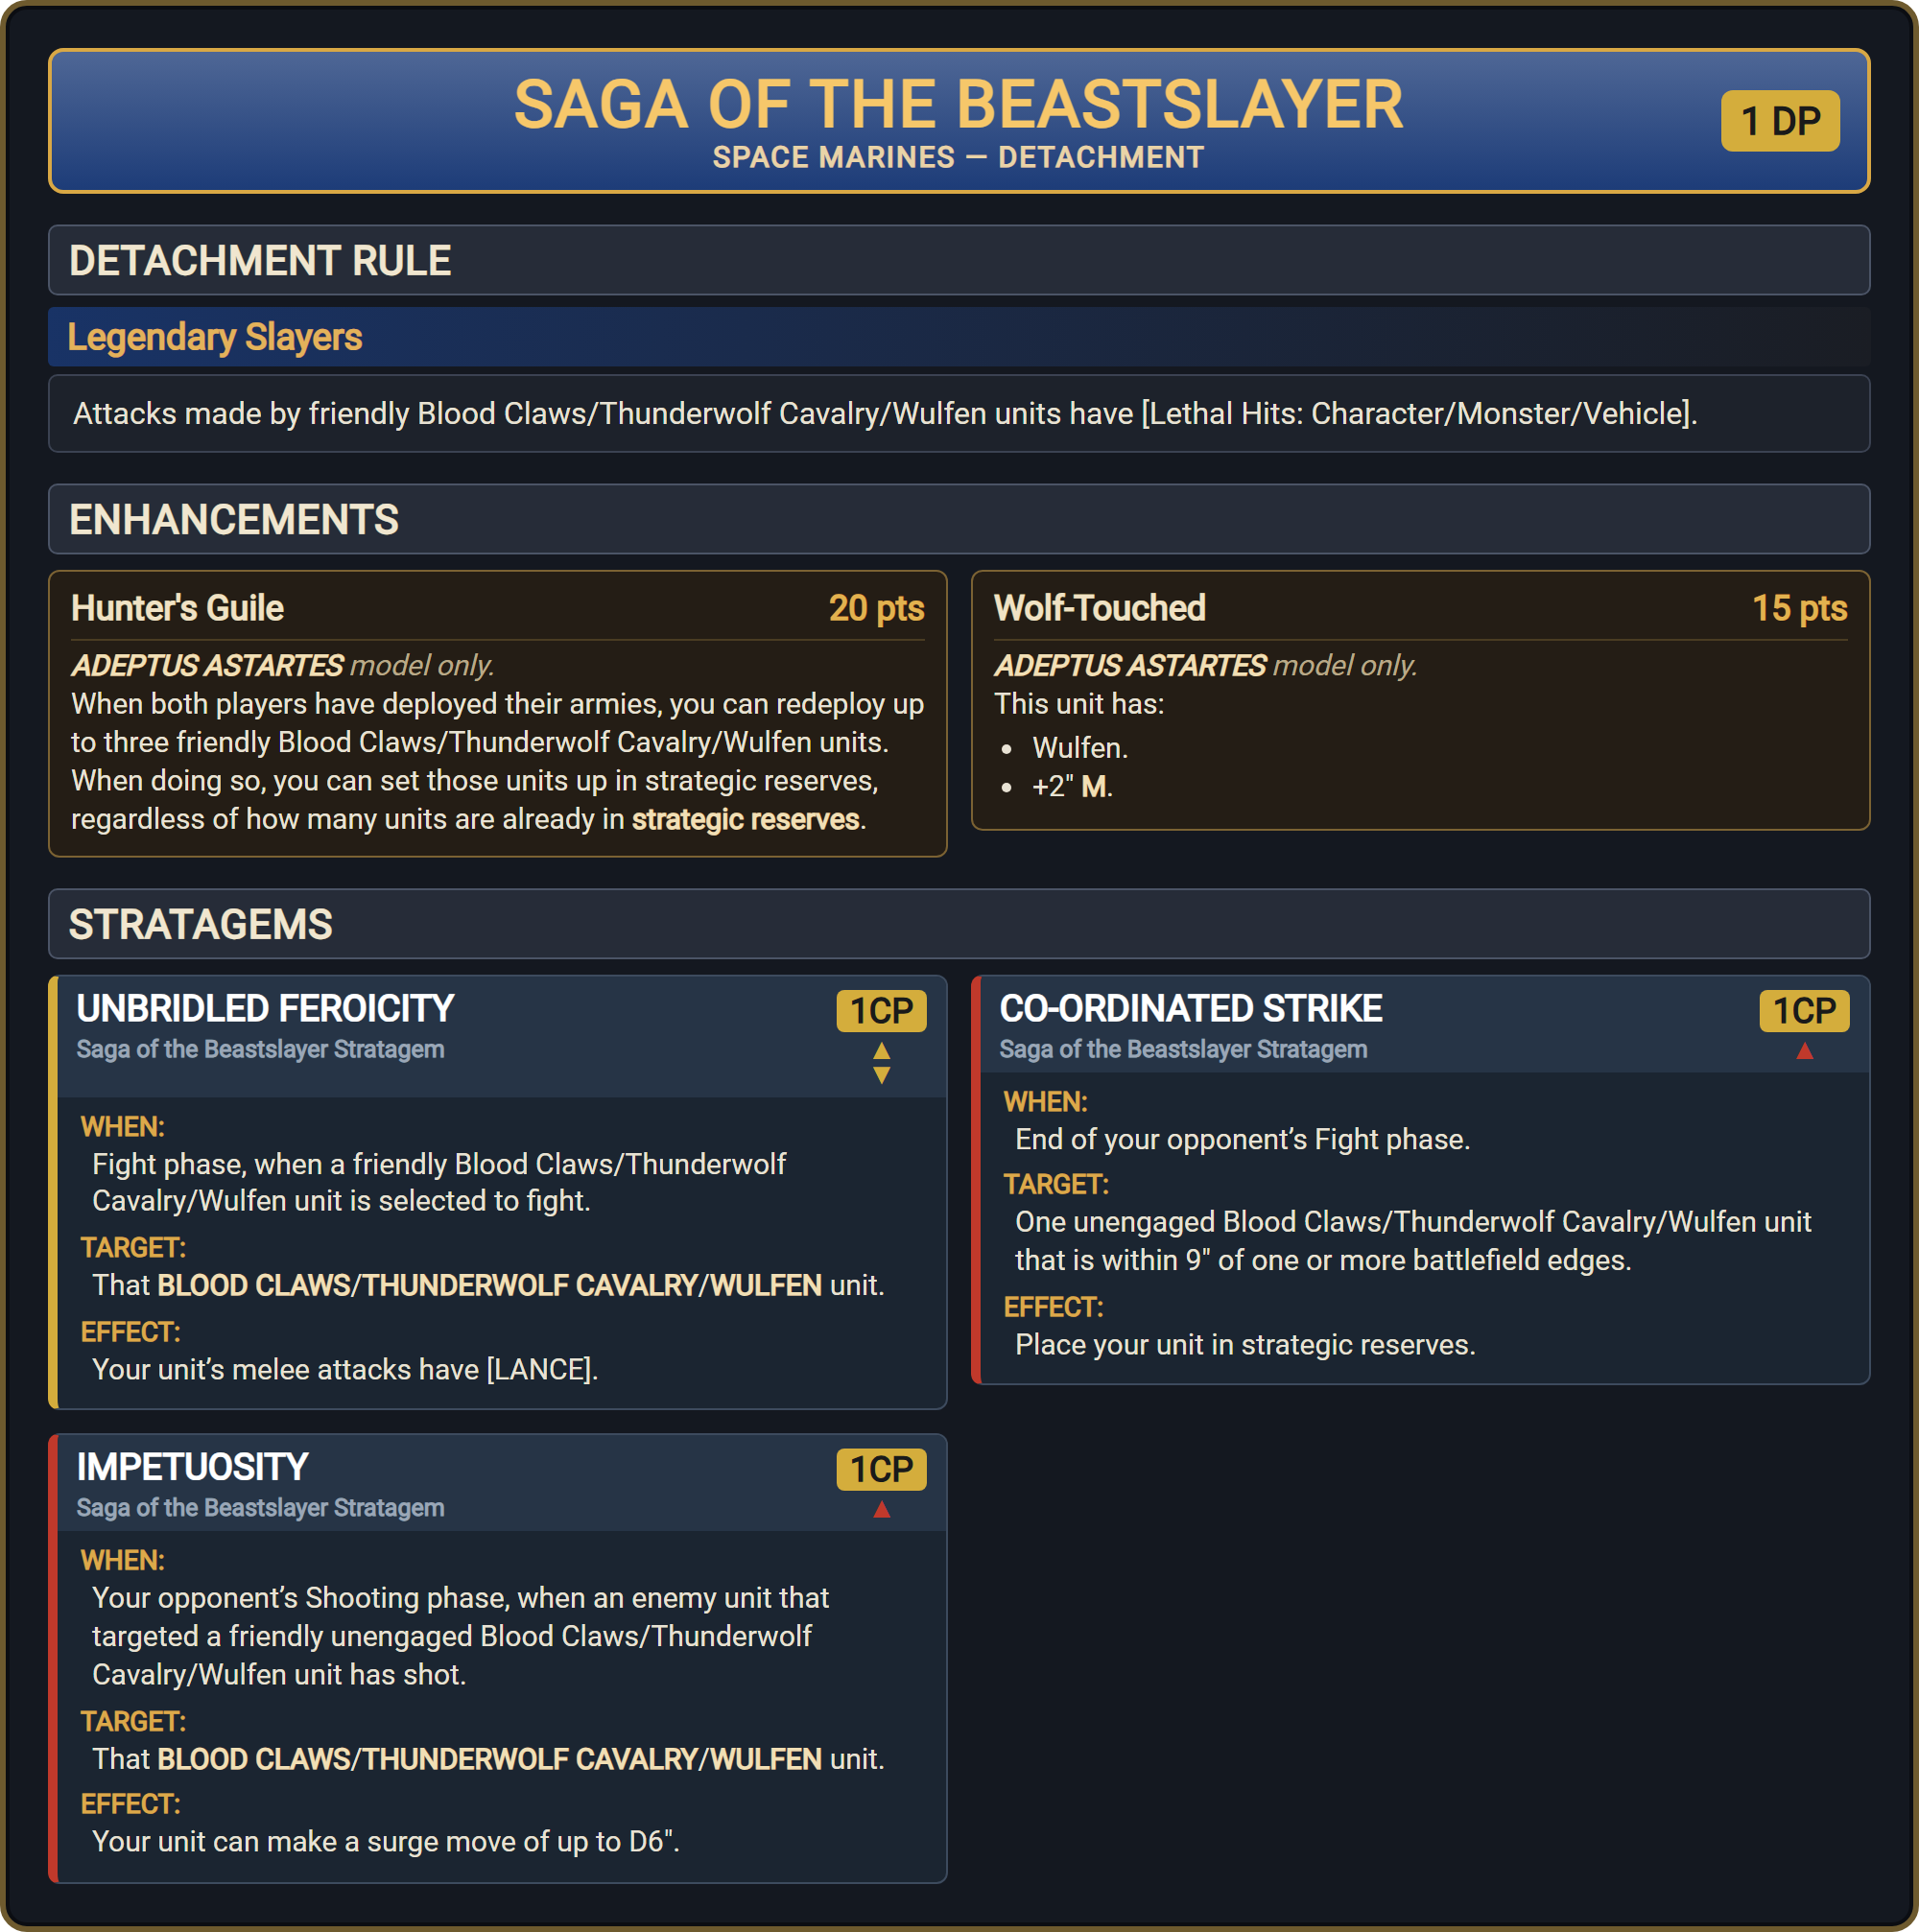 SAGA OF THE BEASTSLAYER
SPACE MARINES — DETACHMENT
1 DP
DETACHMENT RULE
Legendary Slayers
Attacks made by friendly Blood Claws/Thunderwolf Cavalry/Wulfen units have [Lethal Hits: Character/Monster/Vehicle].
ENHANCEMENTS
Hunter's Guile
20 pts
ADEPTUS ASTARTES model only.
When both players have deployed their armies, you can redeploy up
to three friendly Blood Claws/Thunderwolf Cavalry/Wulfen units.
When doing so, you can set those units up in strategic reserves,
regardless of how many units are already in strategic reserves.
Wolf-Touched
15 pts
ADEPTUS ASTARTES model only.
This unit has:
• Wulfen.
• +2" M.
STRATAGEMS
UNBRIDLED FEROICITY
1CP
Saga of the Beastslayer Stratagem
▲
▼
WHEN:
Fight phase, when a friendly Blood Claws/Thunderwolf
Cavalry/Wulfen unit is selected to fight.
TARGET:
That BLOOD CLAWS/THUNDERWOLF CAVALRY/WULFEN unit.
EFFECT:
Your unit’s melee attacks have [LANCE].
CO-ORDINATED STRIKE
1CP
Saga of the Beastslayer Stratagem
▲
WHEN:
End of your opponent’s Fight phase.
TARGET:
One unengaged Blood Claws/Thunderwolf Cavalry/Wulfen unit
that is within 9" of one or more battlefield edges.
EFFECT:
Place your unit in strategic reserves.
IMPETUOSITY
1CP
Saga of the Beastslayer Stratagem
▲
WHEN:
Your opponent’s Shooting phase, when an enemy unit that
targeted a friendly unengaged Blood Claws/Thunderwolf
Cavalry/Wulfen unit has shot.
TARGET:
That BLOOD CLAWS/THUNDERWOLF CAVALRY/WULFEN unit.
EFFECT:
Your unit can make a surge move of up to D6".